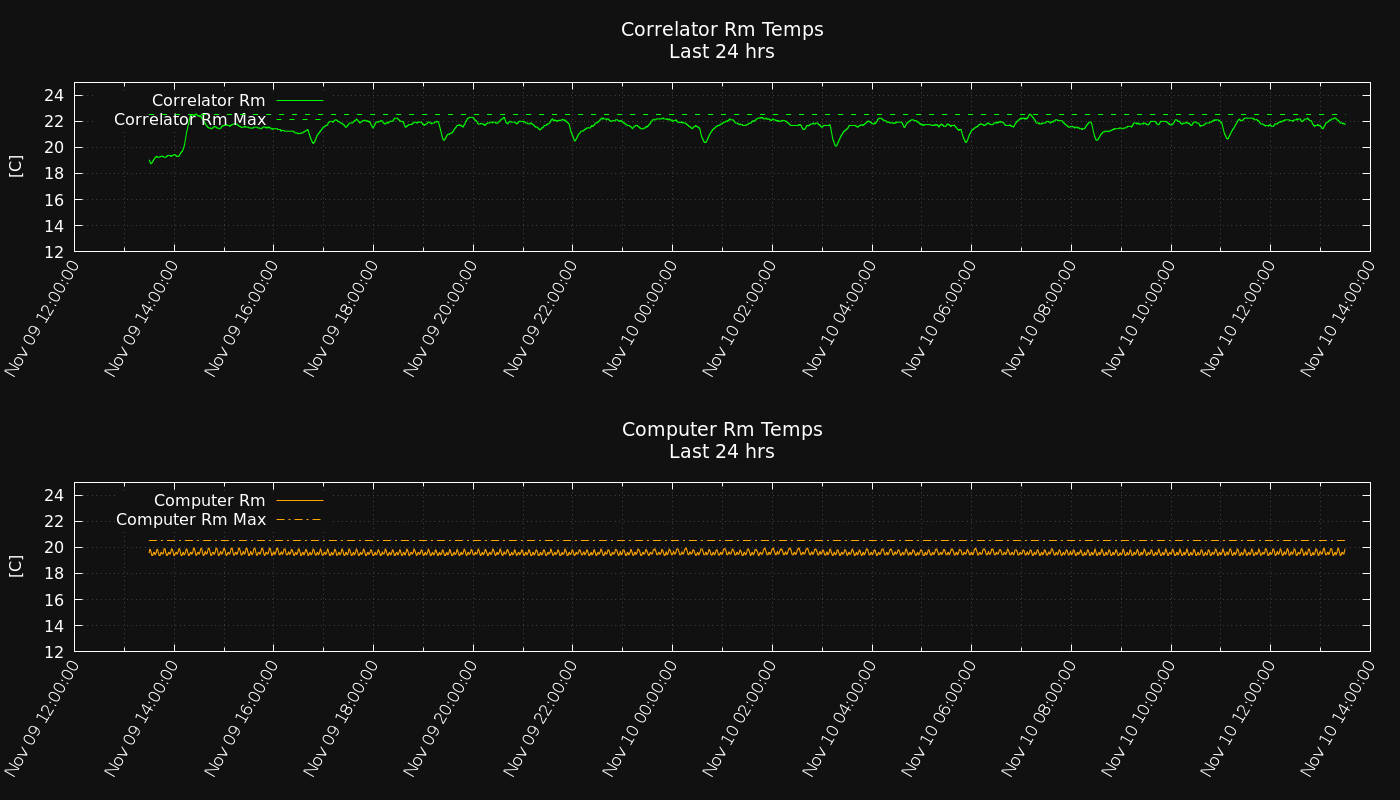 Correlator Rm Temps
Last 24 hrs
Correlator Rm
Correlator Rm Max
[C]
24
22
20
18
16
14
12
Nov 09 12:00:00
Nov 09 14:00:00
Nov 09 16:00:00
Nov 09 18:00:00
Nov 09 20:00:00
Nov 09 22:00:00
Nov 10 00:00:00
Nov 10 02:00:00
Nov 10 04:00:00
Nov 10 06:00:00
Nov 10 08:00:00
Nov 10 10:00:00
Nov 10 12:00:00
Nov 10 14:00:00
Computer Rm Temps
Last 24 hrs
Computer Rm
Computer Rm Max
[C]
24
22
20
18
16
14
12
Nov 09 12:00:00
Nov 09 14:00:00
Nov 09 16:00:00
Nov 09 18:00:00
Nov 09 20:00:00
Nov 09 22:00:00
Nov 10 00:00:00
Nov 10 02:00:00
Nov 10 04:00:00
Nov 10 06:00:00
Nov 10 08:00:00
Nov 10 10:00:00
Nov 10 12:00:00
Nov 10 14:00:00